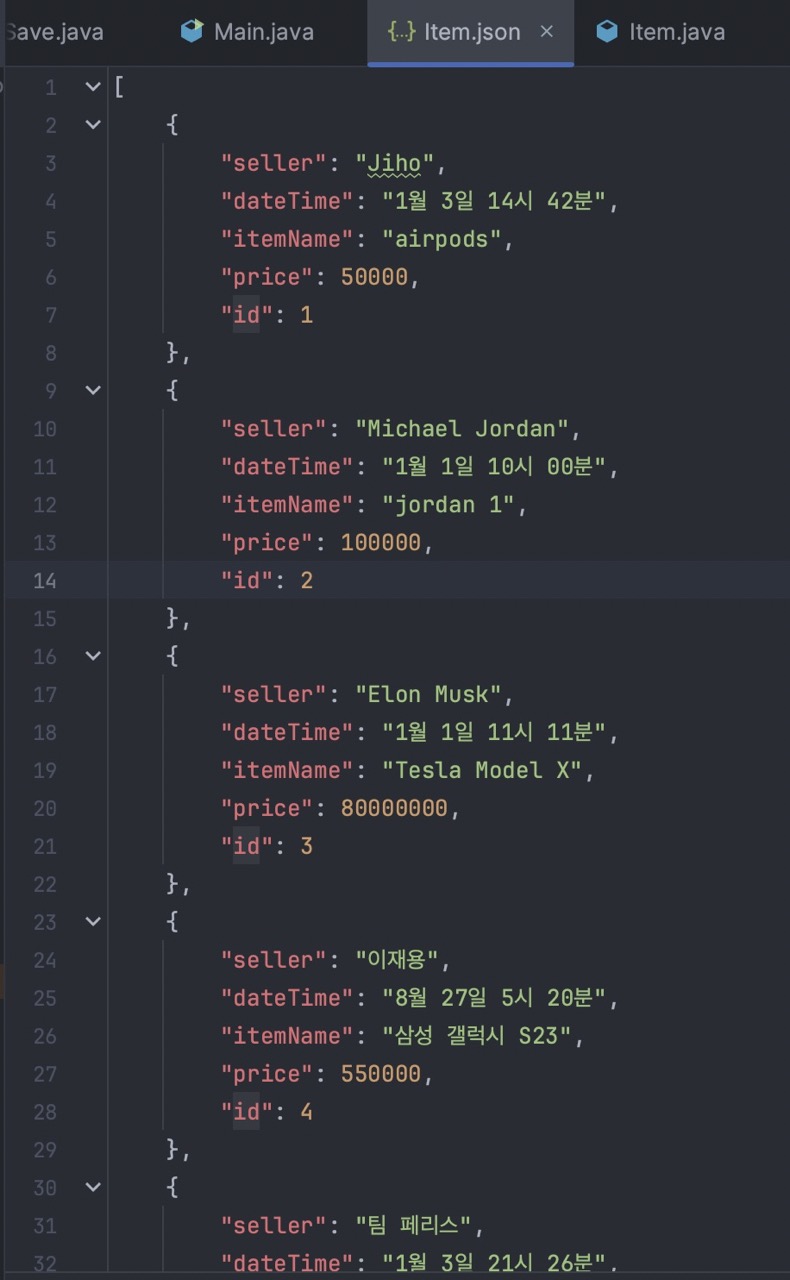 Save.java Main.java Item.json Item.java
1 [
2 {
3 "seller": "Jiho",
4 "dateTime": "1월 3일 14시 42분",
5 "itemName": "airpods",
6 "price": 50000,
7 "id": 1
8 },
9 {
10 "seller": "Michael Jordan",
11 "dateTime": "1월 1일 10시 00분",
12 "itemName": "jordan 1",
13 "price": 100000,
14 "id": 2
15 },
16 {
17 "seller": "Elon Musk",
18 "dateTime": "1월 1일 11시 11분",
19 "itemName": "Tesla Model X",
20 "price": 80000000,
21 "id": 3
22 },
23 {
24 "seller": "이재용",
25 "dateTime": "8월 27일 5시 20분",
26 "itemName": "삼성 갤럭시 S23",
27 "price": 550000,
28 "id": 4
29 },
30 {
31 "seller": "팀 페리스",
32 "dateTime": "1월 3일 21시 26분",